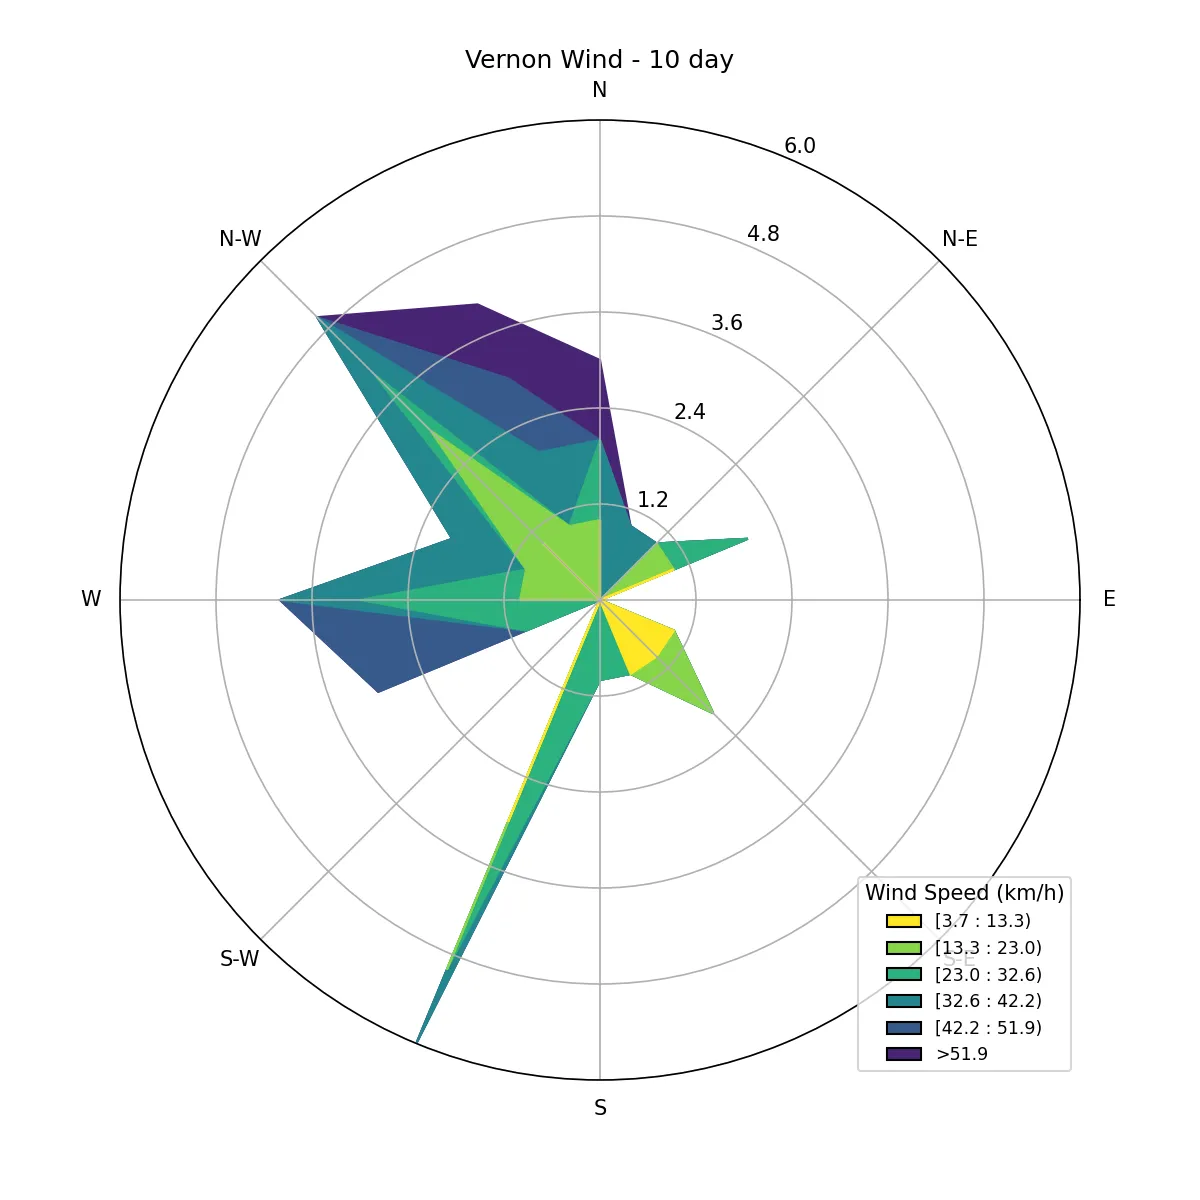 Vernon Wind - 10 day
N
6.0
N-W
4.8
N-E
3.6
2.4
1.2
W
E
S-W
S-E
S
Wind Speed (km/h)
[3.7 : 13.3)
[13.3 : 23.0)
[23.0 : 32.6)
[32.6 : 42.2)
[42.2 : 51.9)
>51.9